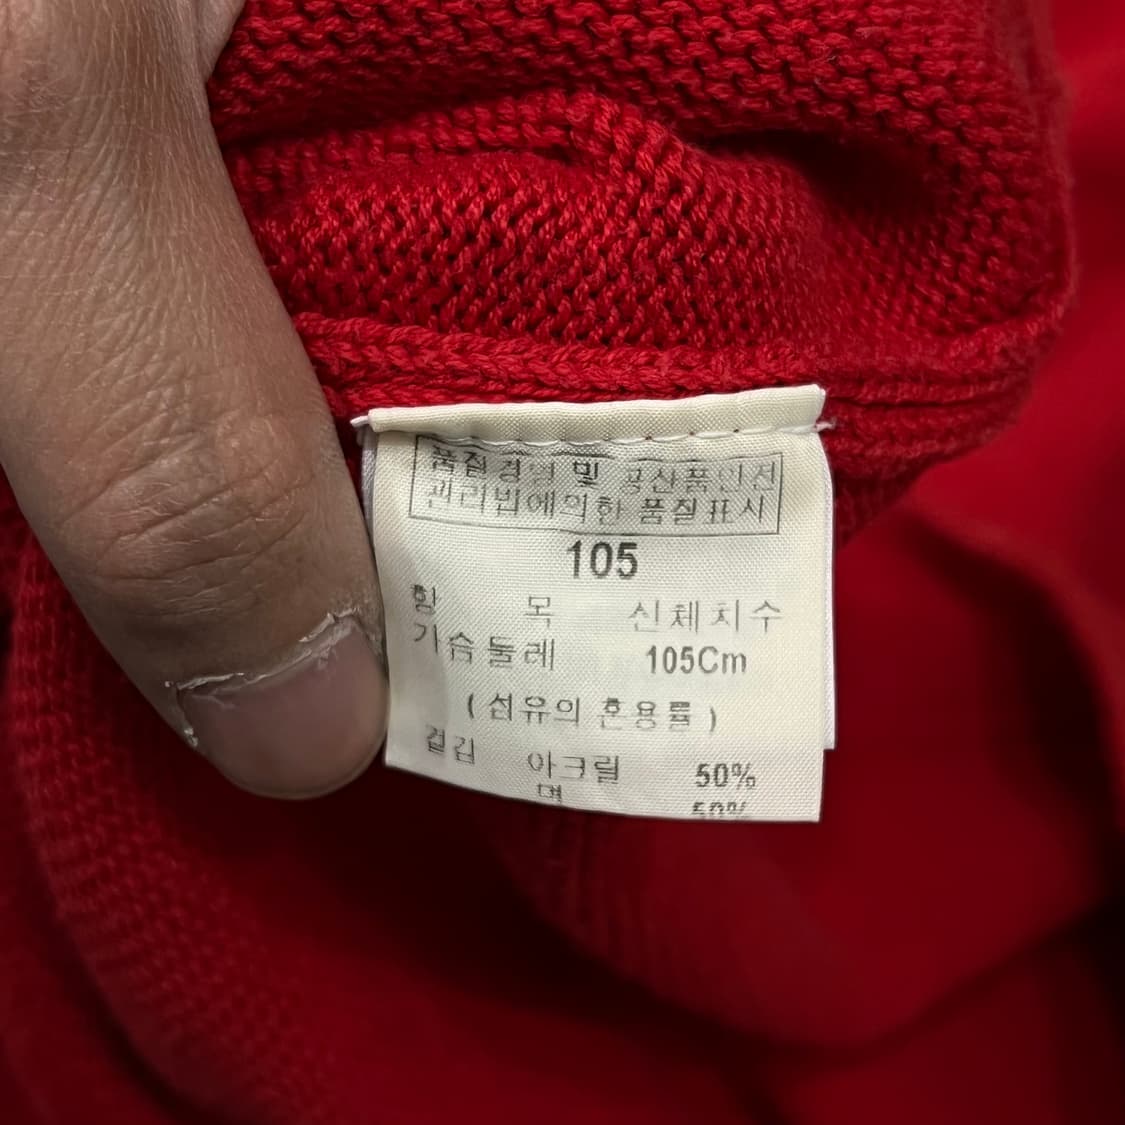 품질경영 및 공산품안전
관리법에의한 품질표시
105
항 목 신체치수
가슴둘레 105Cm
(섬유의 혼용률)
겉감 아크릴 50%
면 50%